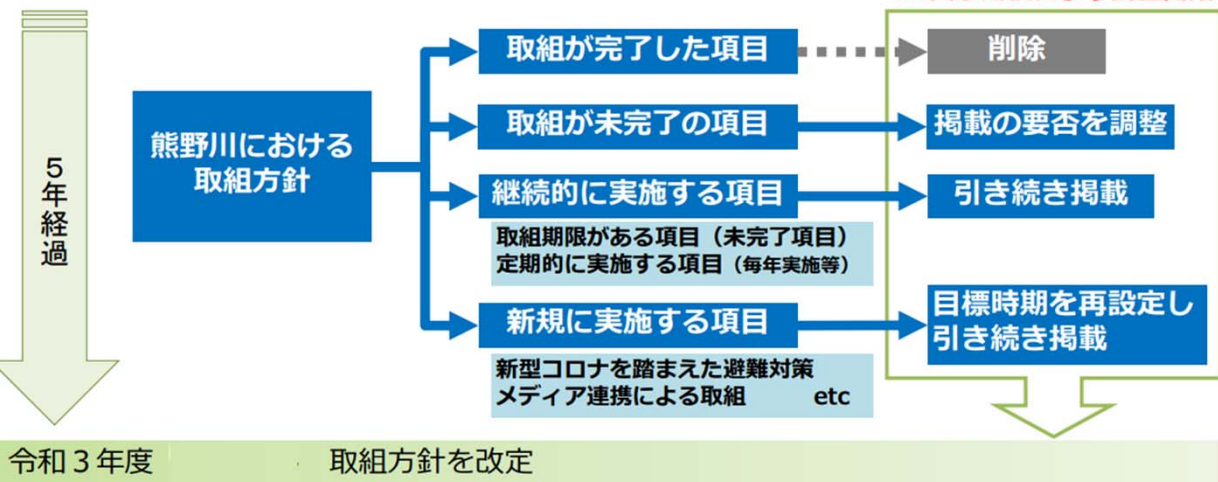 取組が完了した項目
削除
取組が未完了の項目
掲載の要否を調整
熊野川における
取組方針
5年経過
継続的に実施する項目
引き続き掲載
取組期限がある項目（未完了項目）
定期的に実施する項目（毎年実施等）
新規に実施する項目
目標時期を再設定し
引き続き掲載
新型コロナを踏まえた避難対策
メディア連携による取組 etc
令和３年度 取組方針を改定